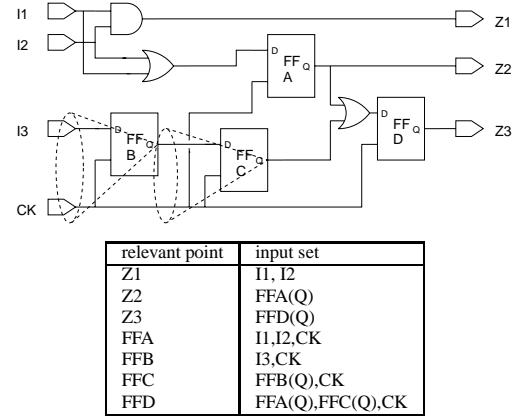 I1
Z1
I2
D
FF
Q
A
Z2
I3
D
FF
Q
B
D
FF
Q
C
D
FF
Q
D
Z3
CK
relevant point input set
Z1 I1, I2
Z2 FFA(Q)
Z3 FFD(Q)
FFA I1,I2,CK
FFB I3,CK
FFC FFB(Q),CK
FFD FFA(Q),FFC(Q),CK